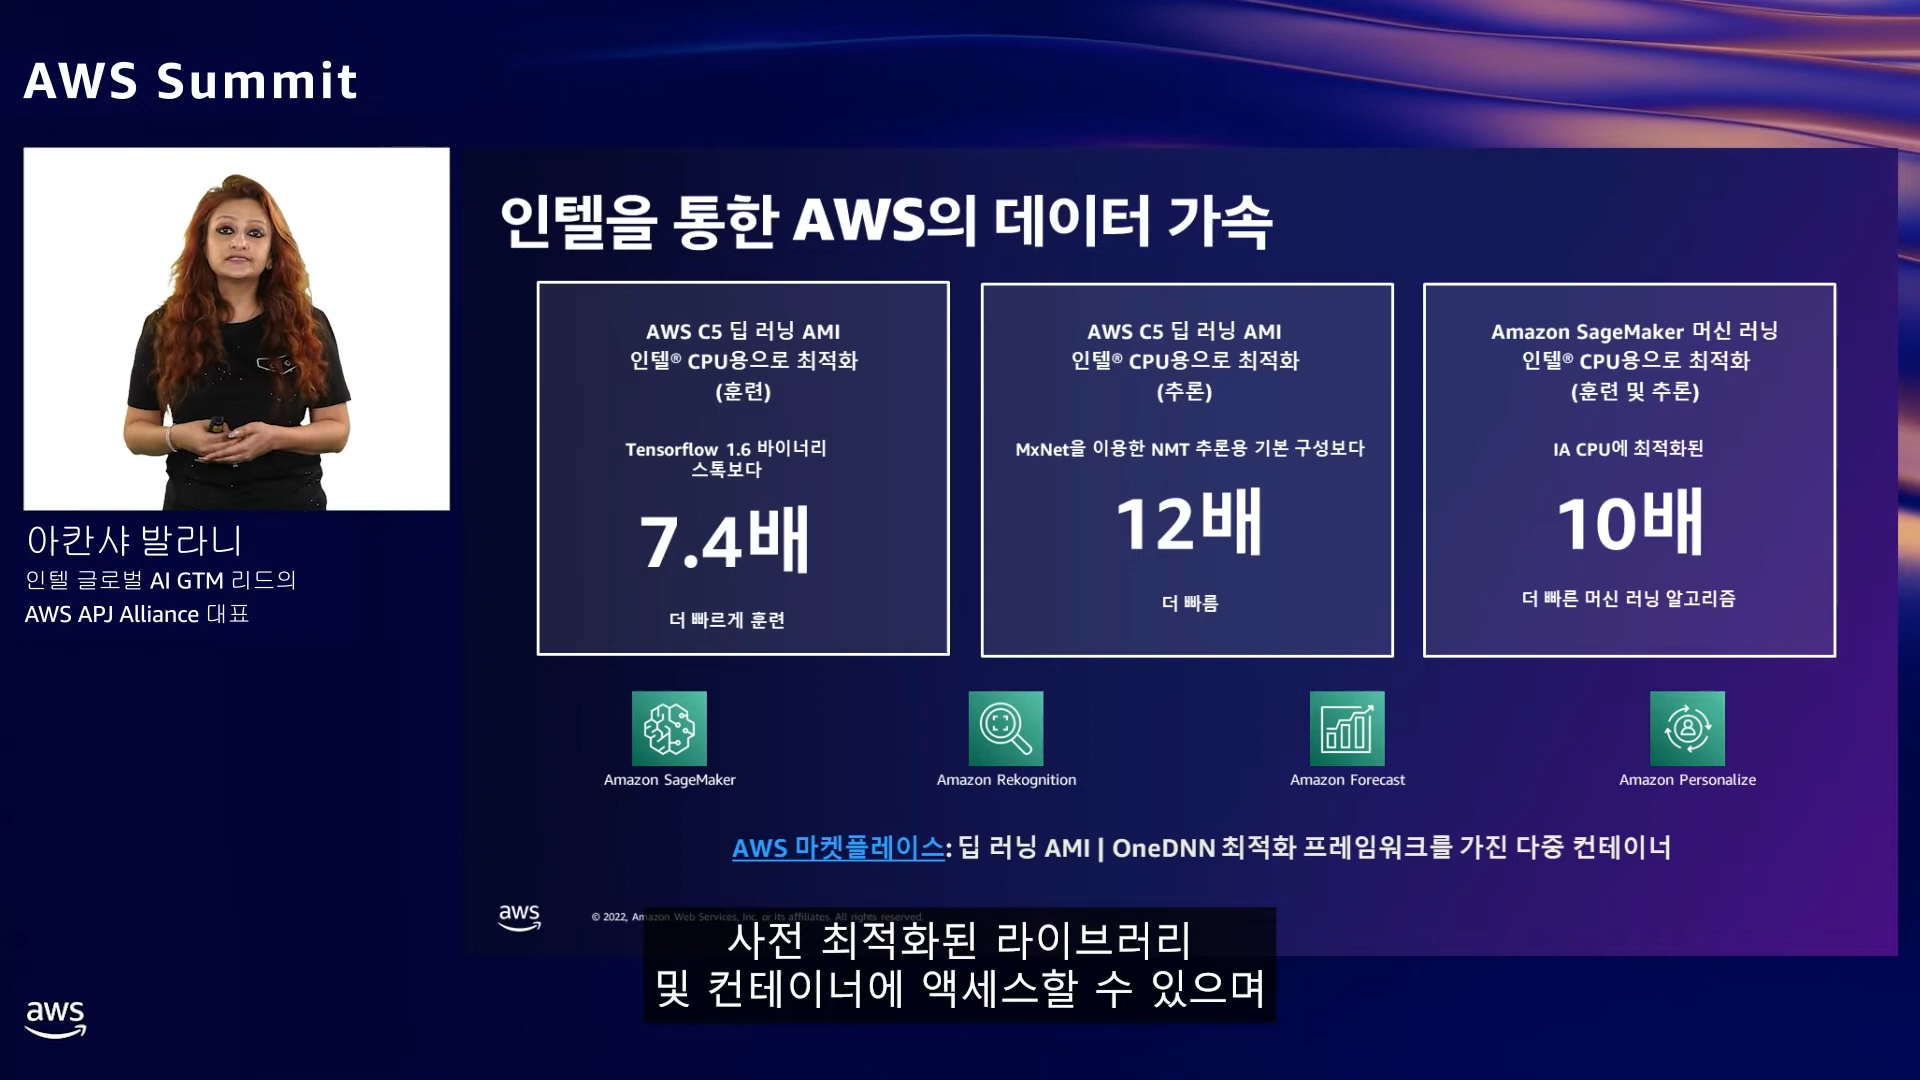 AWS Summit
아칸샤 발라니
인텔 글로벌 AI GTM 리드의
AWS APJ Alliance 대표
인텔을 통한 AWS의 데이터 가속
AWS C5 딥 러닝 AMI
인텔® CPU용으로 최적화
(훈련)
Tensorflow 1.6 바이너리
스톡보다
7.4배
더 빠르게 훈련
AWS C5 딥 러닝 AMI
인텔® CPU용으로 최적화
(추론)
MxNet을 이용한 NMT 추론용 기본 구성보다
12배
더 빠름
Amazon SageMaker 머신 러닝
인텔® CPU용으로 최적화
(훈련 및 추론)
IA CPU에 최적화된
10배
더 빠른 머신 러닝 알고리즘
Amazon SageMaker
Amazon Rekognition
Amazon Forecast
Amazon Personalize
AWS 마켓플레이스: 딥 러닝 AMI | OneDNN 최적화 프레임워크를 가진 다중 컨테이너
aws
© 2022, Amazon Web Services, Inc. or its affiliates. All rights reserved.
사전 최적화된 라이브러리
및 컨테이너에 액세스할 수 있으며
aws